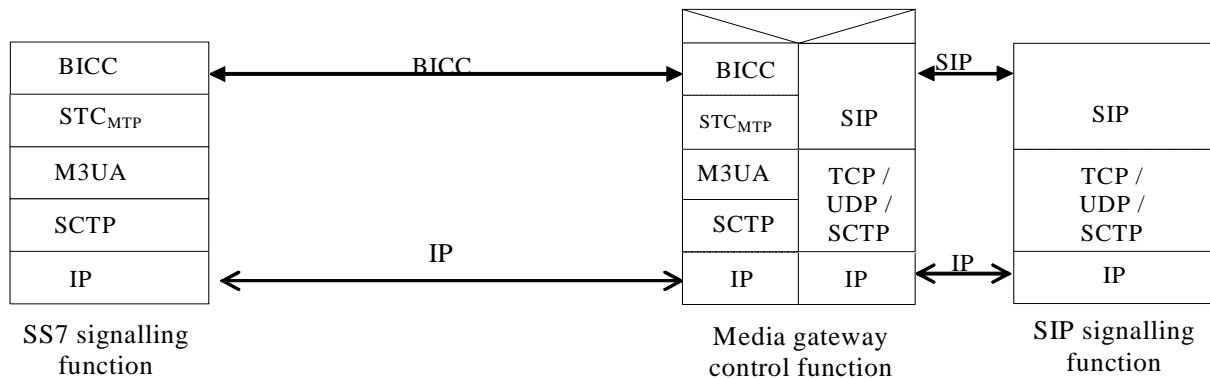 BICC
STCMTP
M3UA
SCTP
IP
SS7 signalling
function
BICC
IP
BICC
STCMTP
M3UA
SCTP
IP
SIP
TCP /
UDP /
SCTP
IP
Media gateway
control function
SIP
IP
SIP
TCP /
UDP /
SCTP
IP
SIP signalling
function